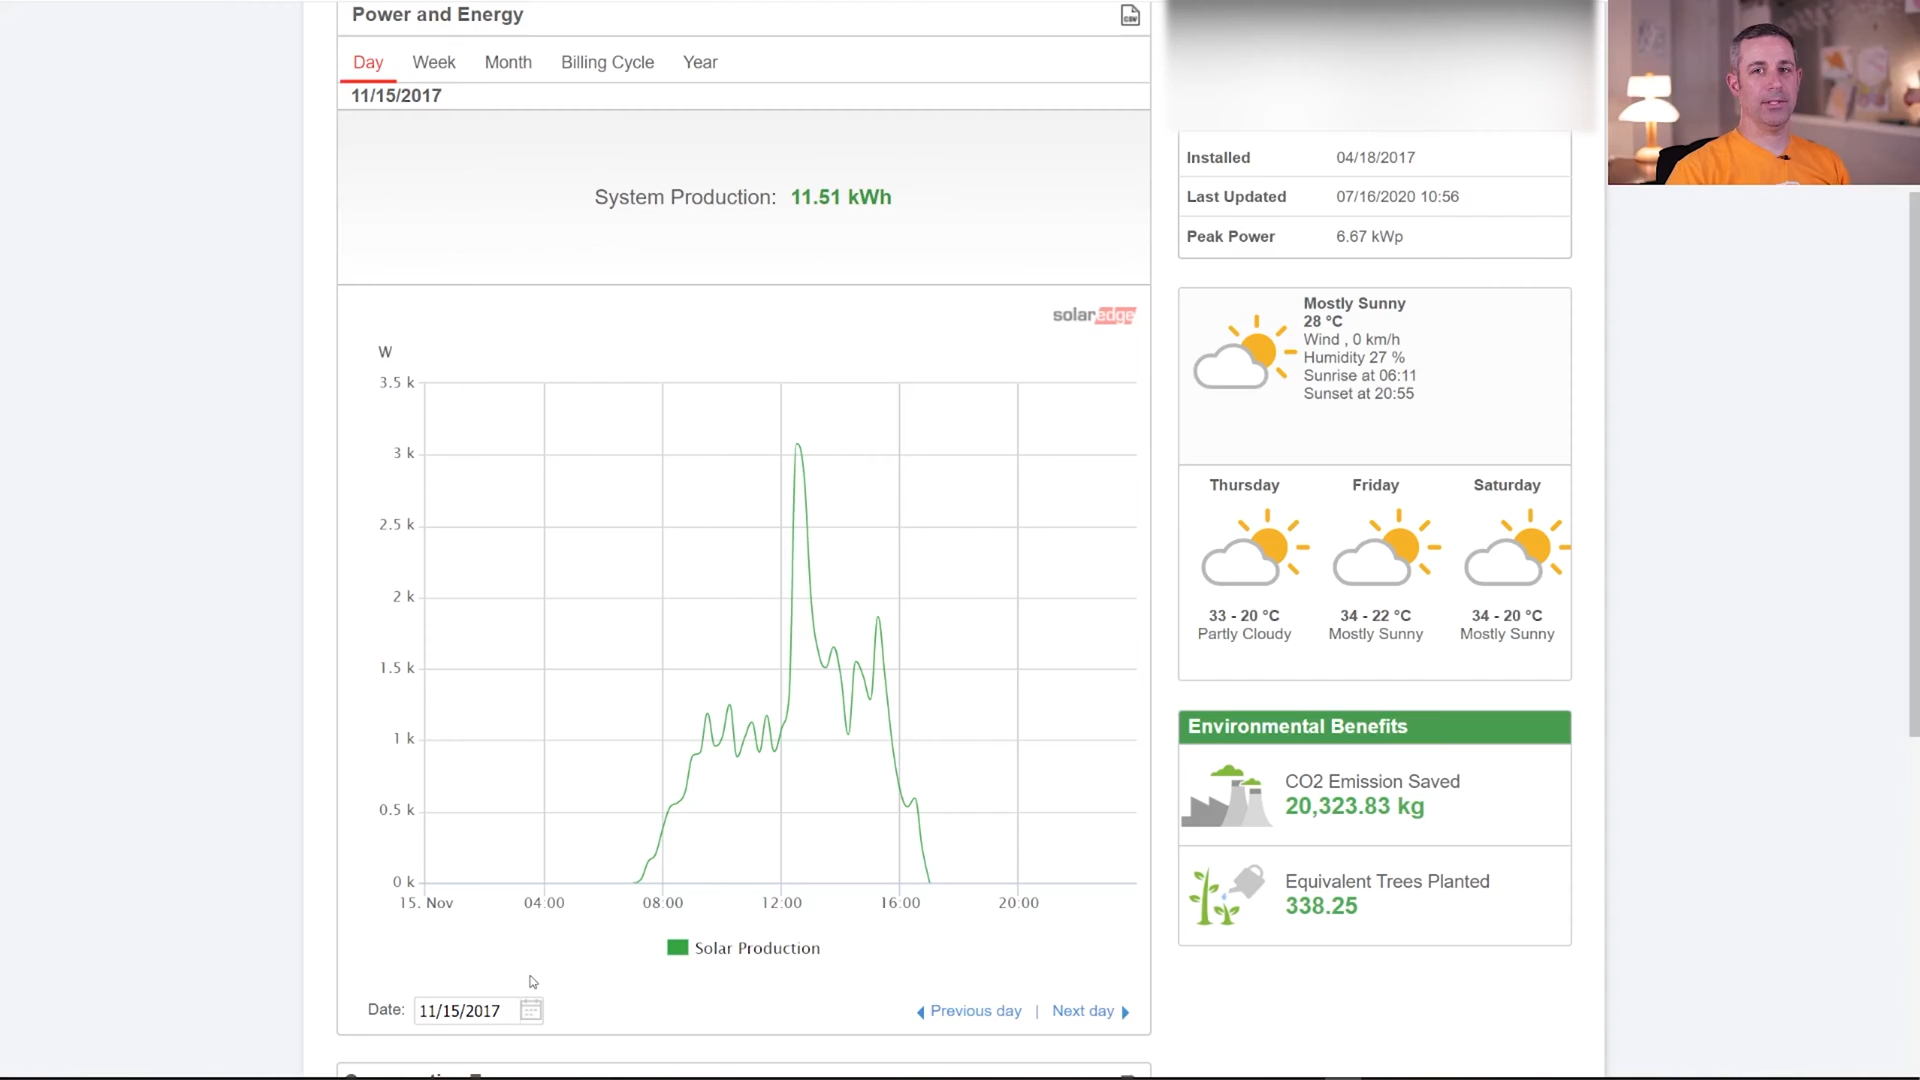 Power and Energy
CSV
Day Week Month Billing Cycle Year
11/15/2017
System Production: 11.51 kWh
solaredge
W
3.5 k
3 k
2.5 k
2 k
1.5 k
1 k
0.5 k
0 k
15. Nov 04:00 08:00 12:00 16:00 20:00
Solar Production
Date: 11/15/2017
Previous day | Next day
Installed 04/18/2017
Last Updated 07/16/2020 10:56
Peak Power 6.67 kWp
Mostly Sunny
28 °C
Wind , 0 km/h
Humidity 27 %
Sunrise at 06:11
Sunset at 20:55
Thursday Friday Saturday
33 - 20 °C 34 - 22 °C 34 - 20 °C
Partly Cloudy Mostly Sunny Mostly Sunny
Environmental Benefits
CO2 Emission Saved
20,323.83 kg
Equivalent Trees Planted
338.25